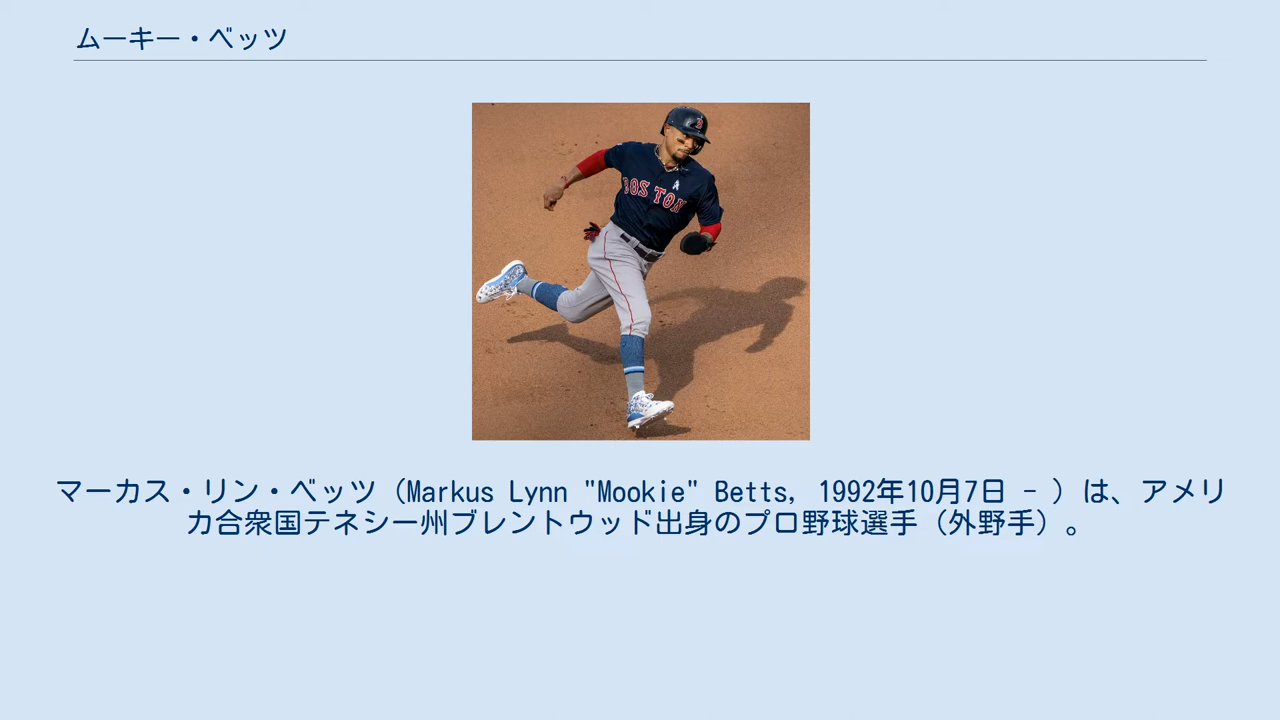 ムーキー・ベッツ
BOSTON
マーカス・リン・ベッツ（Markus Lynn "Mookie" Betts, 1992年10月7日 - ）は、アメリ
カ合衆国テネシー州ブレントウッド出身のプロ野球選手（外野手）。